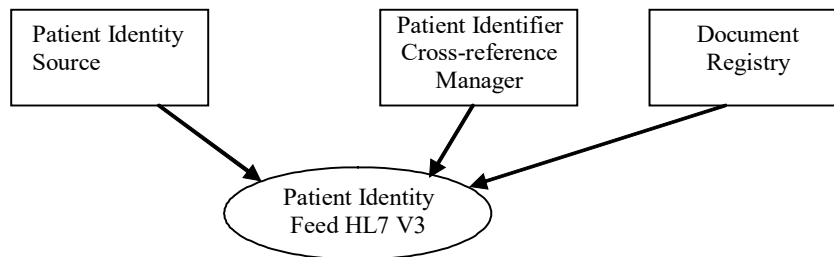 Patient Identity
Source
Patient Identifier
Cross-reference
Manager
Document
Registry
Patient Identity
Feed HL7 V3